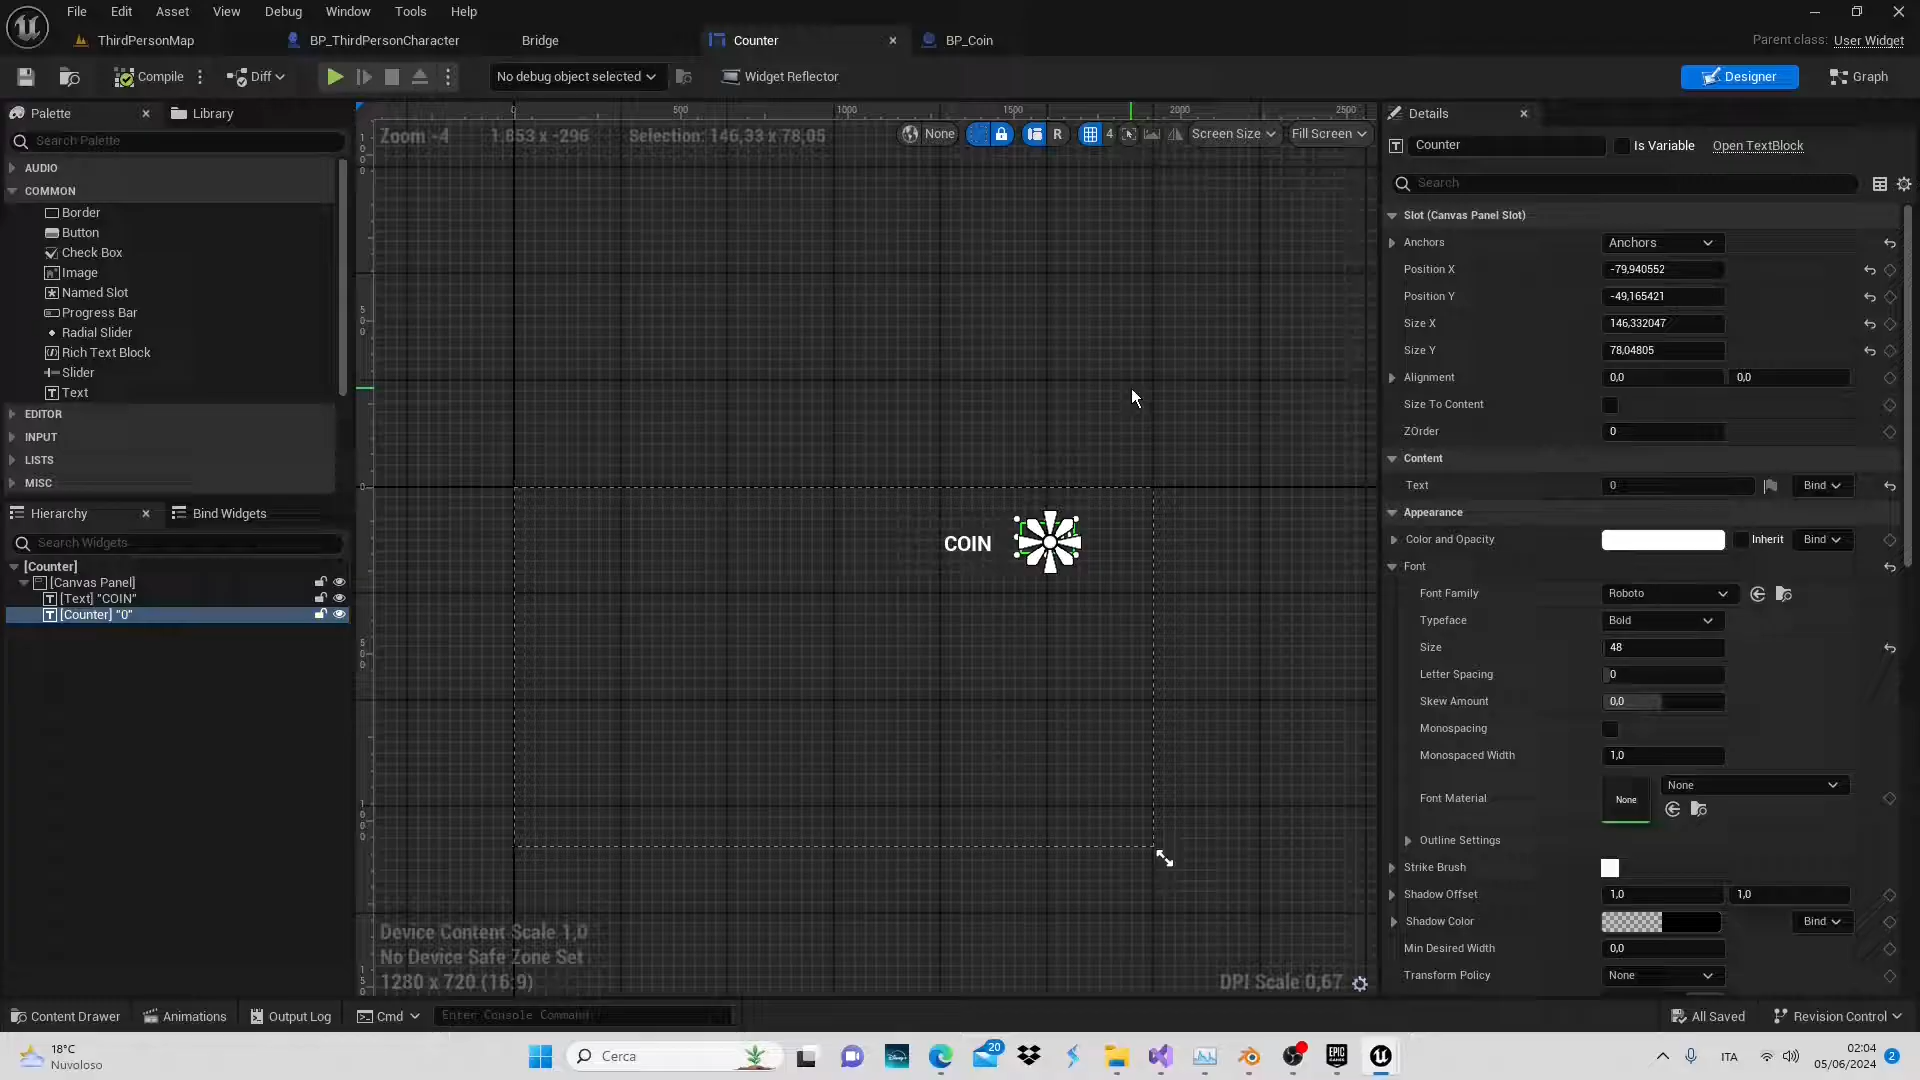 File Edit View Asset Debug Window Tools Help
ThirdPersonMap BP_ThirdPersonCharacter Bridge Counter BP_Coin Parent class: User Widget
Compile Diff No debug object selected Widget Reflector Designer Graph
Palette Library
Search Palette
AUDIO
COMMON
Border
Button
Check Box
Image
Named Slot
Progress Bar
Radial Slider
Rich Text Block
Slider
Text
EDITOR
INPUT
LISTS
MISC
Hierarchy Bind Widgets
Search Widgets
[Counter]
[Canvas Panel]
[Text] "COIN"
[Counter] "0"
0 500 1000 1500 2000 2500
Zoom -4 1.853 x -296 Selection: 146,33 x 78,05 None R 4 Screen Size Fill Screen
COIN
Device Content Scale 1,0
No Device Safe Zone Set
1280 x 720 (16:9) DPI Scale 0,67
Details
Counter Is Variable Open TextBlock
Search
Slot (Canvas Panel Slot)
Anchors Anchors
Position X -79,940552
Position Y -49,165421
Size X 146,332047
Size Y 78,04805
Alignment 0,0 0,0
Size To Content
ZOrder 0
Content
Text 0 Bind
Appearance
Color and Opacity Inherit Bind
Font
Font Family Roboto
Typeface Bold
Size 48
Letter Spacing 0
Skew Amount 0,0
Monospacing
Monospaced Width 1,0
Font Material None None
Outline Settings
Strike Brush
Shadow Offset 1,0 1,0
Shadow Color Bind
Min Desired Width 0,0
Transform Policy None
Content Drawer Animations Output Log Cmd Enter Console Command All Saved Revision Control
18°C
Nuvoloso
Cerca
20
EPIC GAMES
ITA
02:04
05/06/2024
2